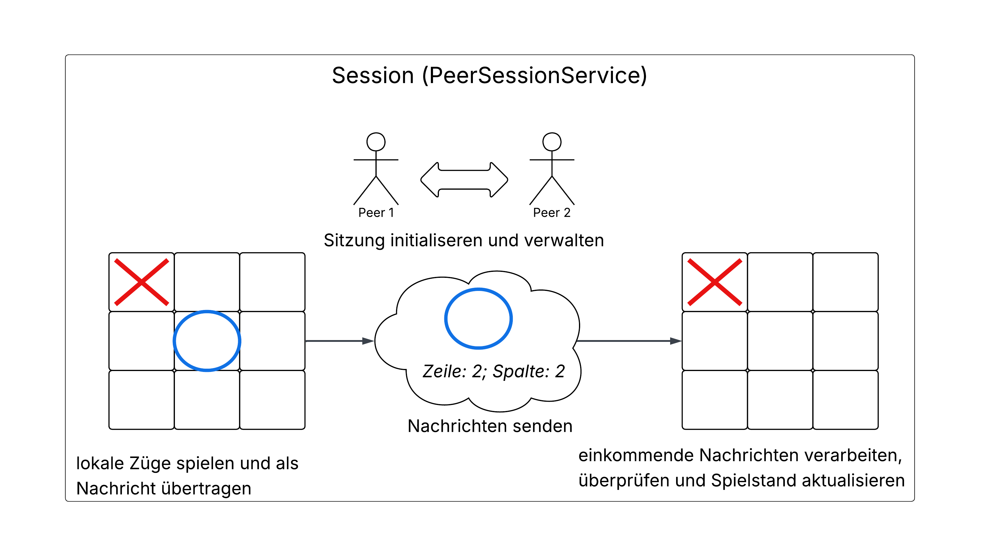 Session (PeerSessionService)
Peer 1
Peer 2
Sitzung initialiseren und verwalten
Zeile: 2; Spalte: 2
Nachrichten senden
lokale Züge spielen und als
Nachricht übertragen
einkommende Nachrichten verarbeiten,
überprüfen und Spielstand aktualisieren